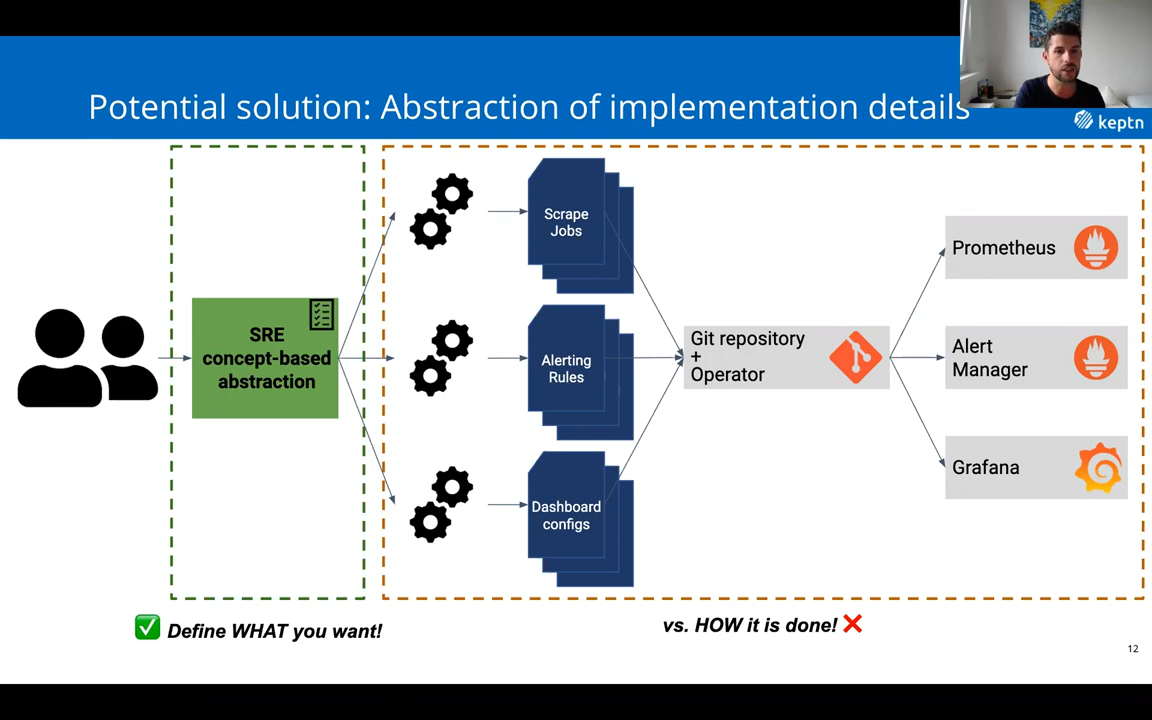 Potential solution: Abstraction of implementation details
keptn
SRE
concept-based
abstraction
Scrape
Jobs
Alerting
Rules
Dashboard
configs
Git repository
+
Operator
Prometheus
Alert
Manager
Grafana
Define WHAT you want!
vs. HOW it is done!
12